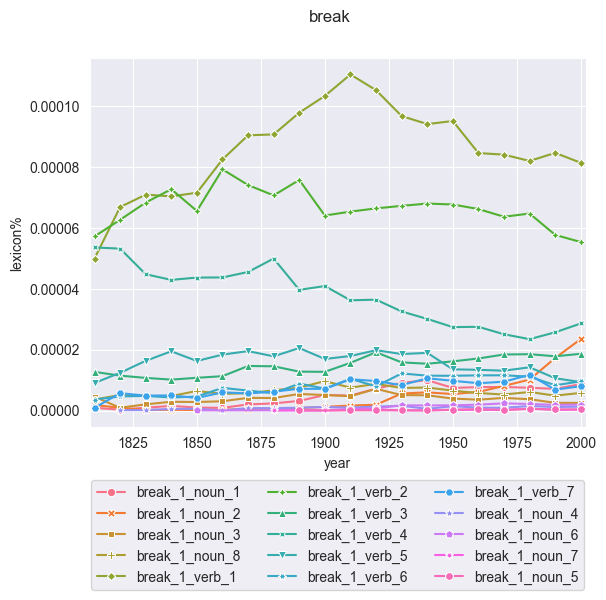 break
0.00010
0.00008
0.00006
0.00004
0.00002
0.00000
lexicon%
1825 1850 1875 1900 1925 1950 1975 2000
year
break_1_noun_1 break_1_verb_2 break_1_verb_7
break_1_noun_2 break_1_verb_3 break_1_noun_4
break_1_noun_3 break_1_verb_4 break_1_noun_6
break_1_noun_8 break_1_verb_5 break_1_noun_7
break_1_verb_1 break_1_verb_6 break_1_noun_5